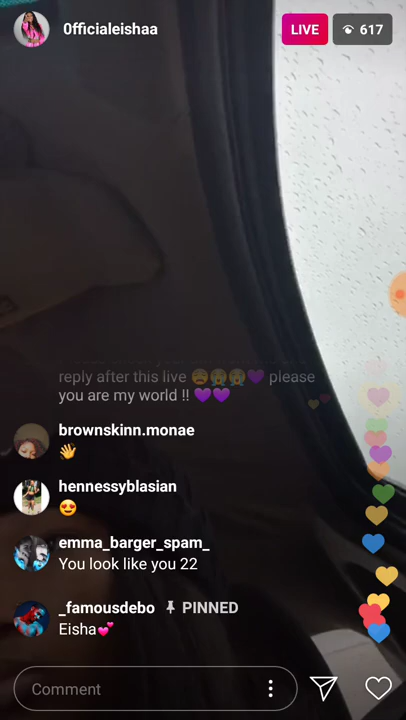 0fficialeishaa
LIVE
617
reply after this live 😩😭😭💜 please
you are my world !! 💜💜
brownskinn.monae
👋
hennessyblasian
😍
emma_barger_spam_
You look like you 22
_famousdebo PINNED
Eisha💕
Comment